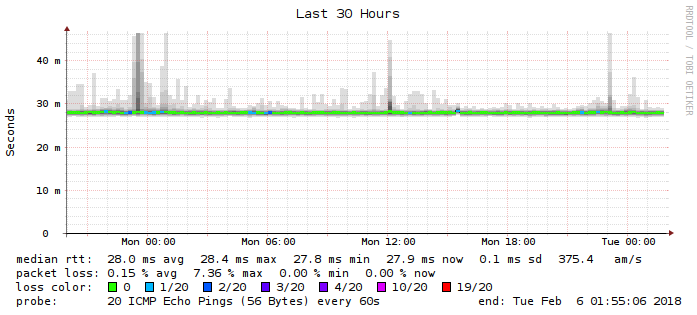 Last 30 Hours
RRDTOOL / TOBI OETIKER
Seconds
40 m
30 m
20 m
10 m
0
Mon 00:00 Mon 06:00 Mon 12:00 Mon 18:00 Tue 00:00
median rtt: 28.0 ms avg 28.4 ms max 27.8 ms min 27.9 ms now 0.1 ms sd 375.4 am/s
packet loss: 0.15 % avg 7.36 % max 0.00 % min 0.00 % now
loss color: 0 1/20 2/20 3/20 4/20 10/20 19/20
probe: 20 ICMP Echo Pings (56 Bytes) every 60s end: Tue Feb 6 01:55:06 2018